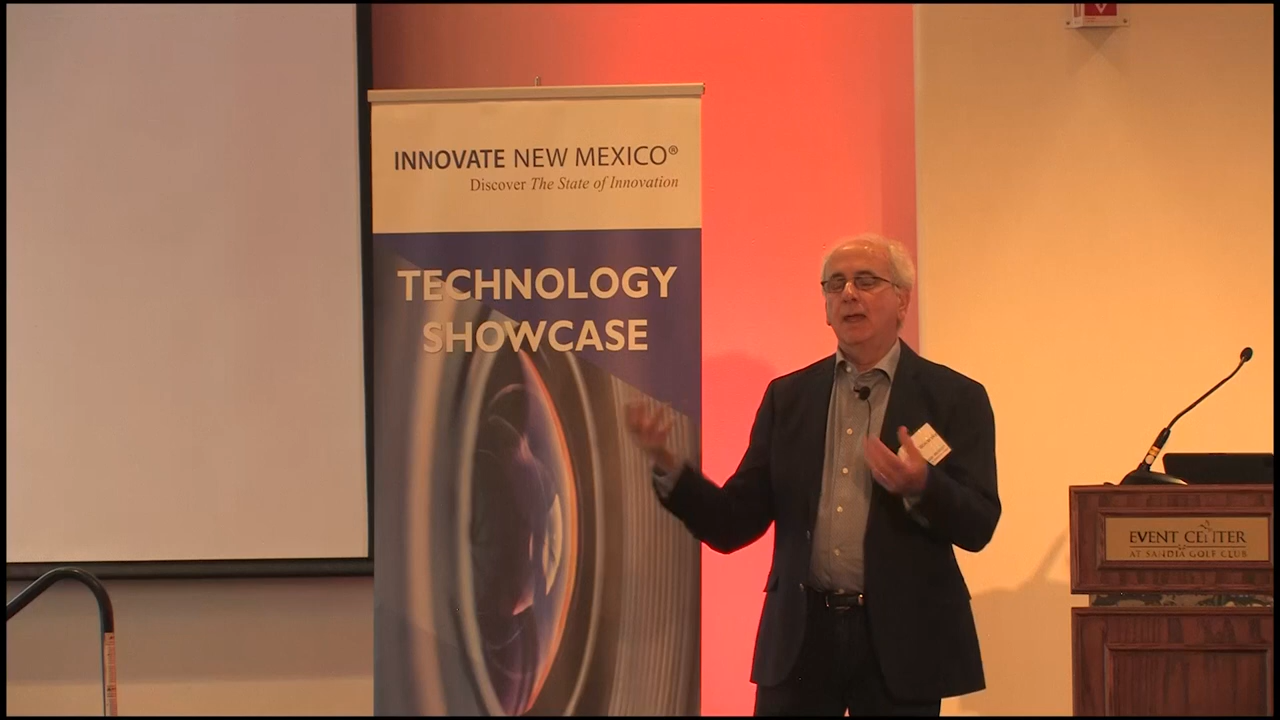 INNOVATE NEW MEXICO®
Discover The State of Innovation
TECHNOLOGY
SHOWCASE
EVENT CENTER
AT SANDIA GOLF CLUB